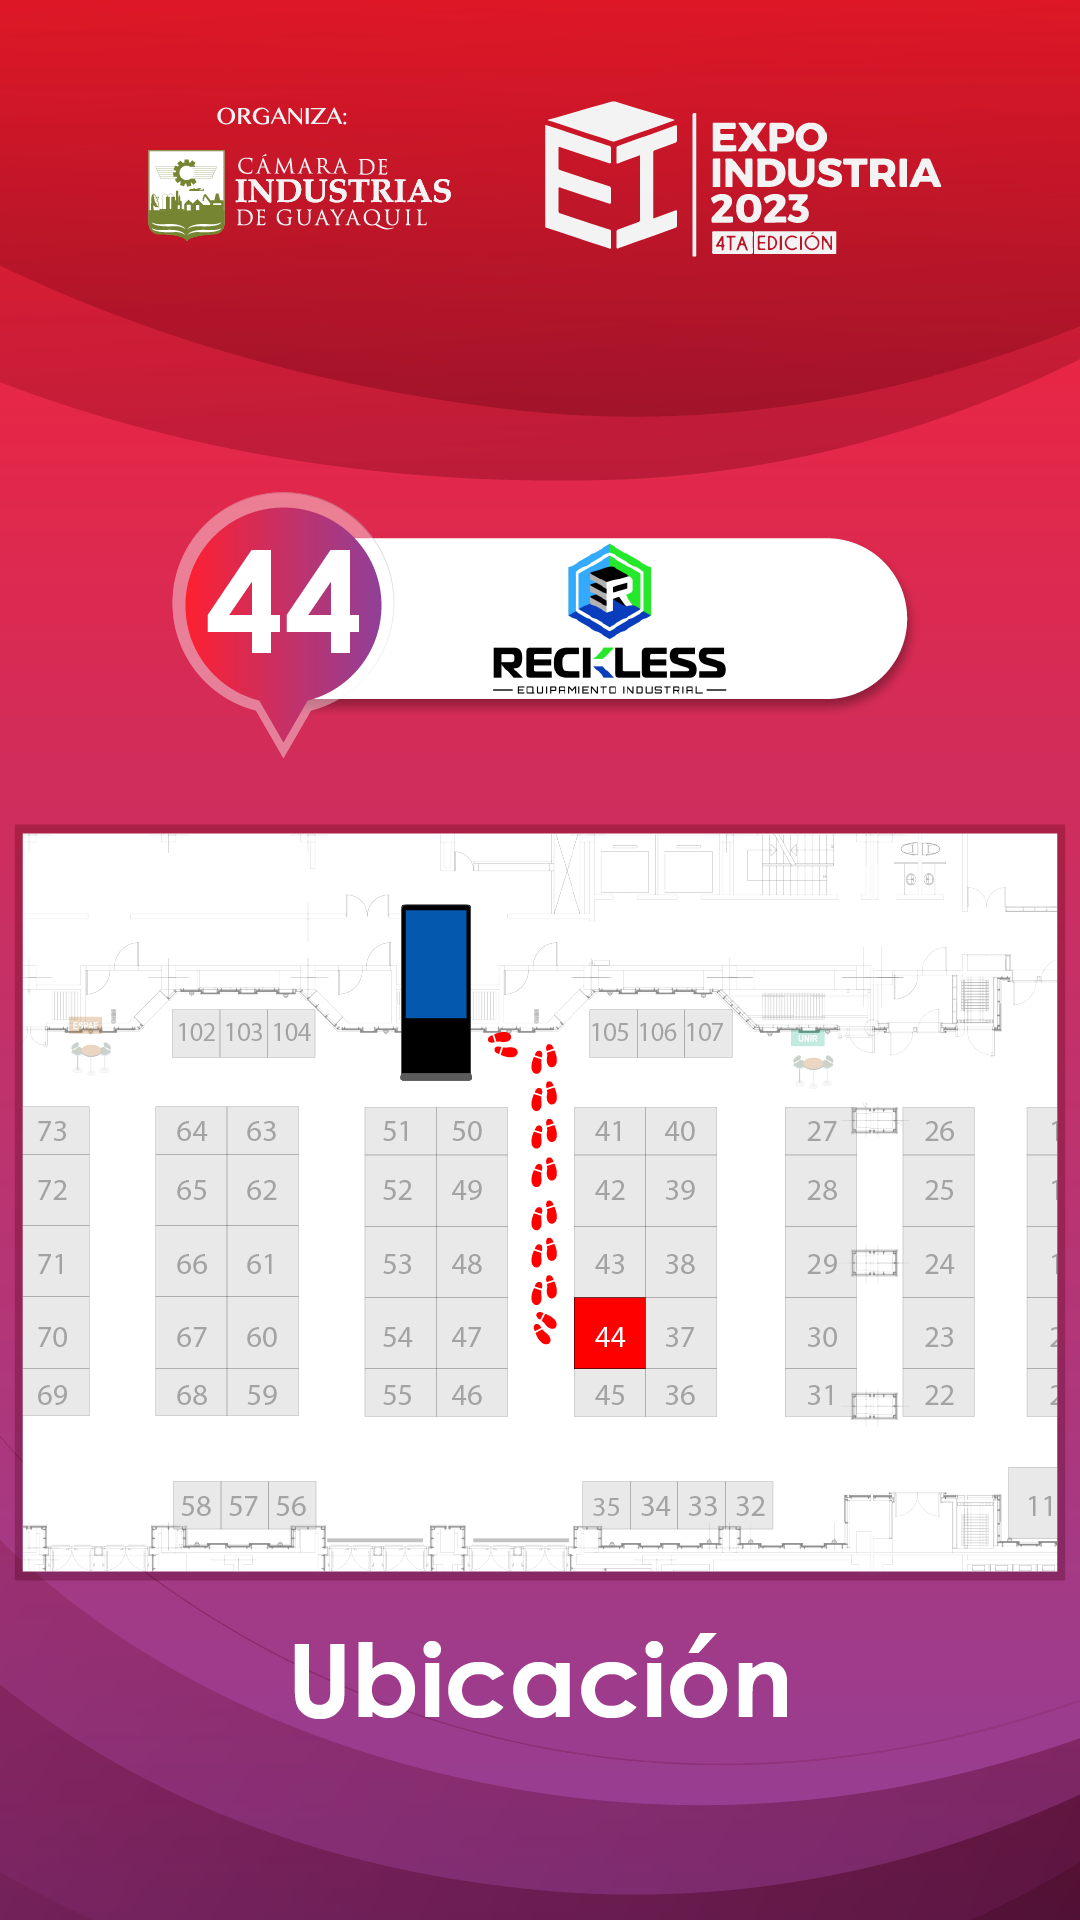 ORGANIZA:
CÁMARA DE
INDUSTRIAS
DE GUAYAQUIL
EXPO
INDUSTRIA
2023
4TA EDICIÓN
44
R
RECKLESS
EQUIPAMIENTO INDUSTRIAL
ESPAE
102 103 104
105 106 107
UNIR
73 64 63 51 50 41 40 27 26
72 65 62 52 49 42 39 28 25
71 66 61 53 48 43 38 29 24
70 67 60 54 47 44 37 30 23
69 68 59 55 46 45 36 31 22
58 57 56 35 34 33 32 11
Ubicación